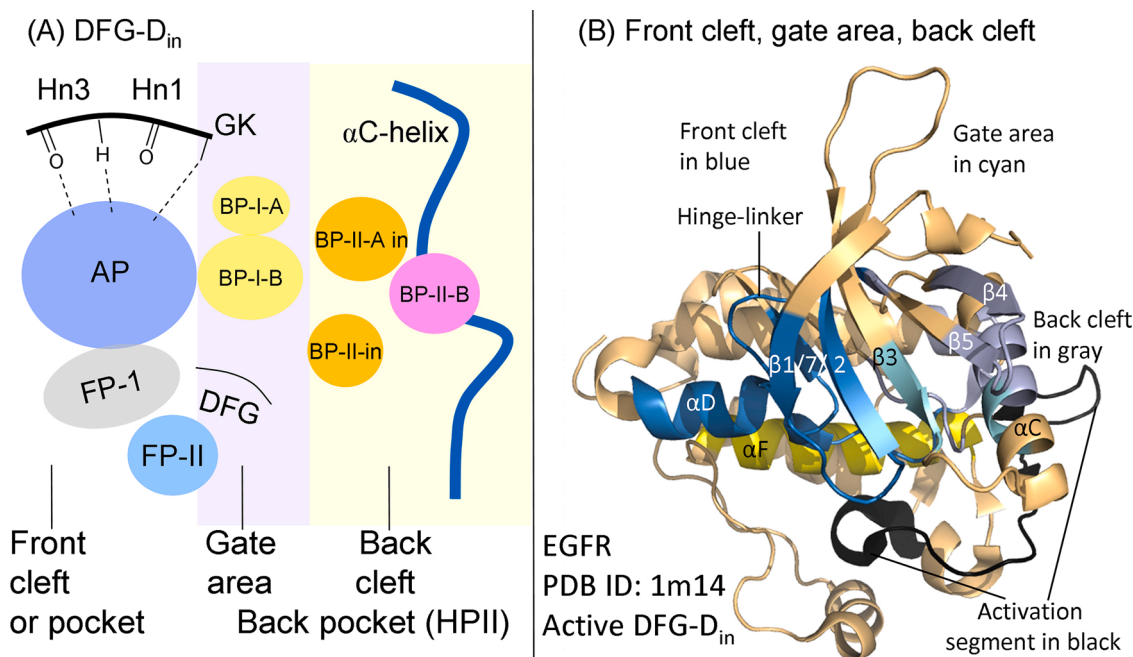 (A) DFG-Din
Hn3 Hn1
GK
O H O
αC-helix
BP-I-A
BP-II-A in
AP
BP-I-B
BP-II-B
BP-II-in
FP-1
DFG
FP-II
Front
cleft
or pocket
Gate
area
Back
cleft
Back pocket (HPII)
(B) Front cleft, gate area, back cleft
Front cleft
in blue
Gate area
in cyan
Hinge-linker
β4
β5
Back cleft
in gray
β1/7/ 2
β3
αD
αC
αF
EGFR
PDB ID: 1m14
Active DFG-Din
Activation
segment in black